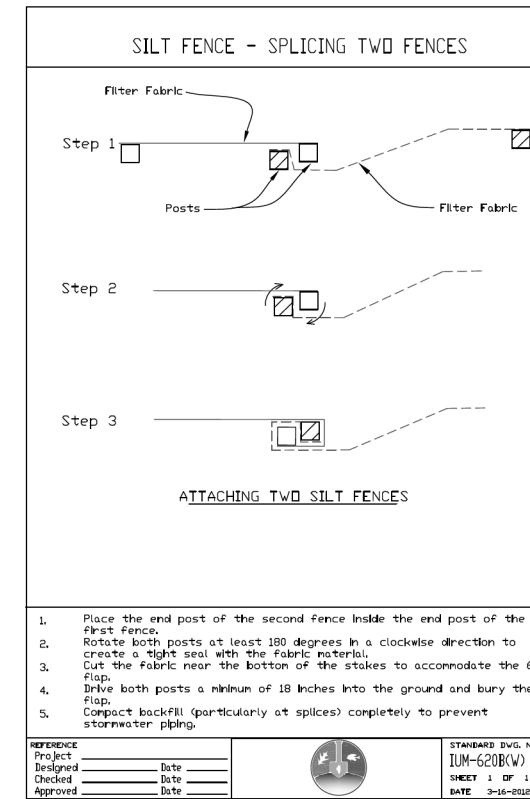 SILT FENCE - SPLICING TWO FENCES
Filter Fabric
Step 1
Posts
Filter Fabric
Step 2
Step 3
ATTACHING TWO SILT FENCES
1. Place the end post of the second fence inside the end post of the
first fence.
2. Rotate both posts at least 180 degrees in a clockwise direction to
create a tight seal with the fabric material.
3. Cut the fabric near the bottom of the stakes to accommodate the 6
flap.
4. Drive both posts a minimum of 18 inches into the ground and bury the
flap.
5. Compact backfill (particularly at splices) completely to prevent
stormwater piping.
REFERENCE
Project
Designed Date
Checked Date
Approved Date
STANDARD DWG. N
IUM-620B(W)
SHEET 1 OF 1
DATE 3-16-2012